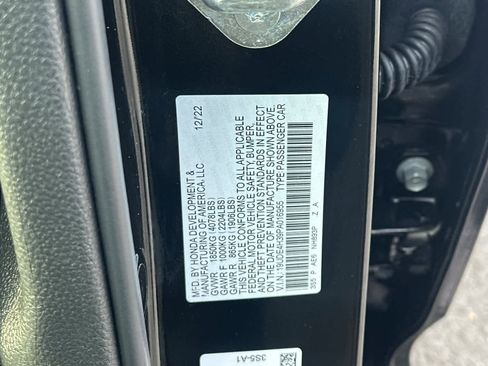 MFD. BY HONDA DEVELOPMENT &
MANUFACTURING OF AMERICA, LLC 12/22
GVWR 1850KG (4078LBS)
GAWR F 1000KG (2204LBS)
GAWR R 865KG (1906LBS)
THIS VEHICLE CONFORMS TO ALL APPLICABLE
FEDERAL MOTOR VEHICLE SAFETY, BUMPER,
AND THEFT PREVENTION STANDARDS IN EFFECT
ON THE DATE OF MANUFACTURE SHOWN ABOVE.
V.I.N.: 19UDE4H39PA016955 TYPE:PASSENGER CAR
3S5 P AE6 NH893P Z A
3S5-A1